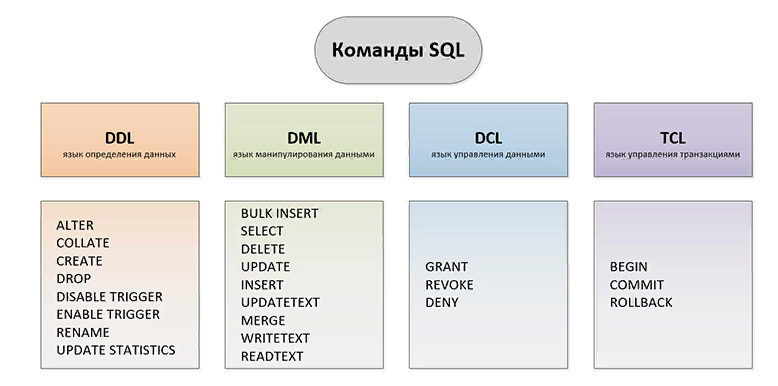 Команды SQL
DDL
язык определения данных
DML
язык манипулирования данными
DCL
язык управления данными
TCL
язык управления транзакциями
ALTER
COLLATE
CREATE
DROP
DISABLE TRIGGER
ENABLE TRIGGER
RENAME
UPDATE STATISTICS
BULK INSERT
SELECT
DELETE
UPDATE
INSERT
UPDATETEXT
MERGE
WRITETEXT
READTEXT
GRANT
REVOKE
DENY
BEGIN
COMMIT
ROLLBACK